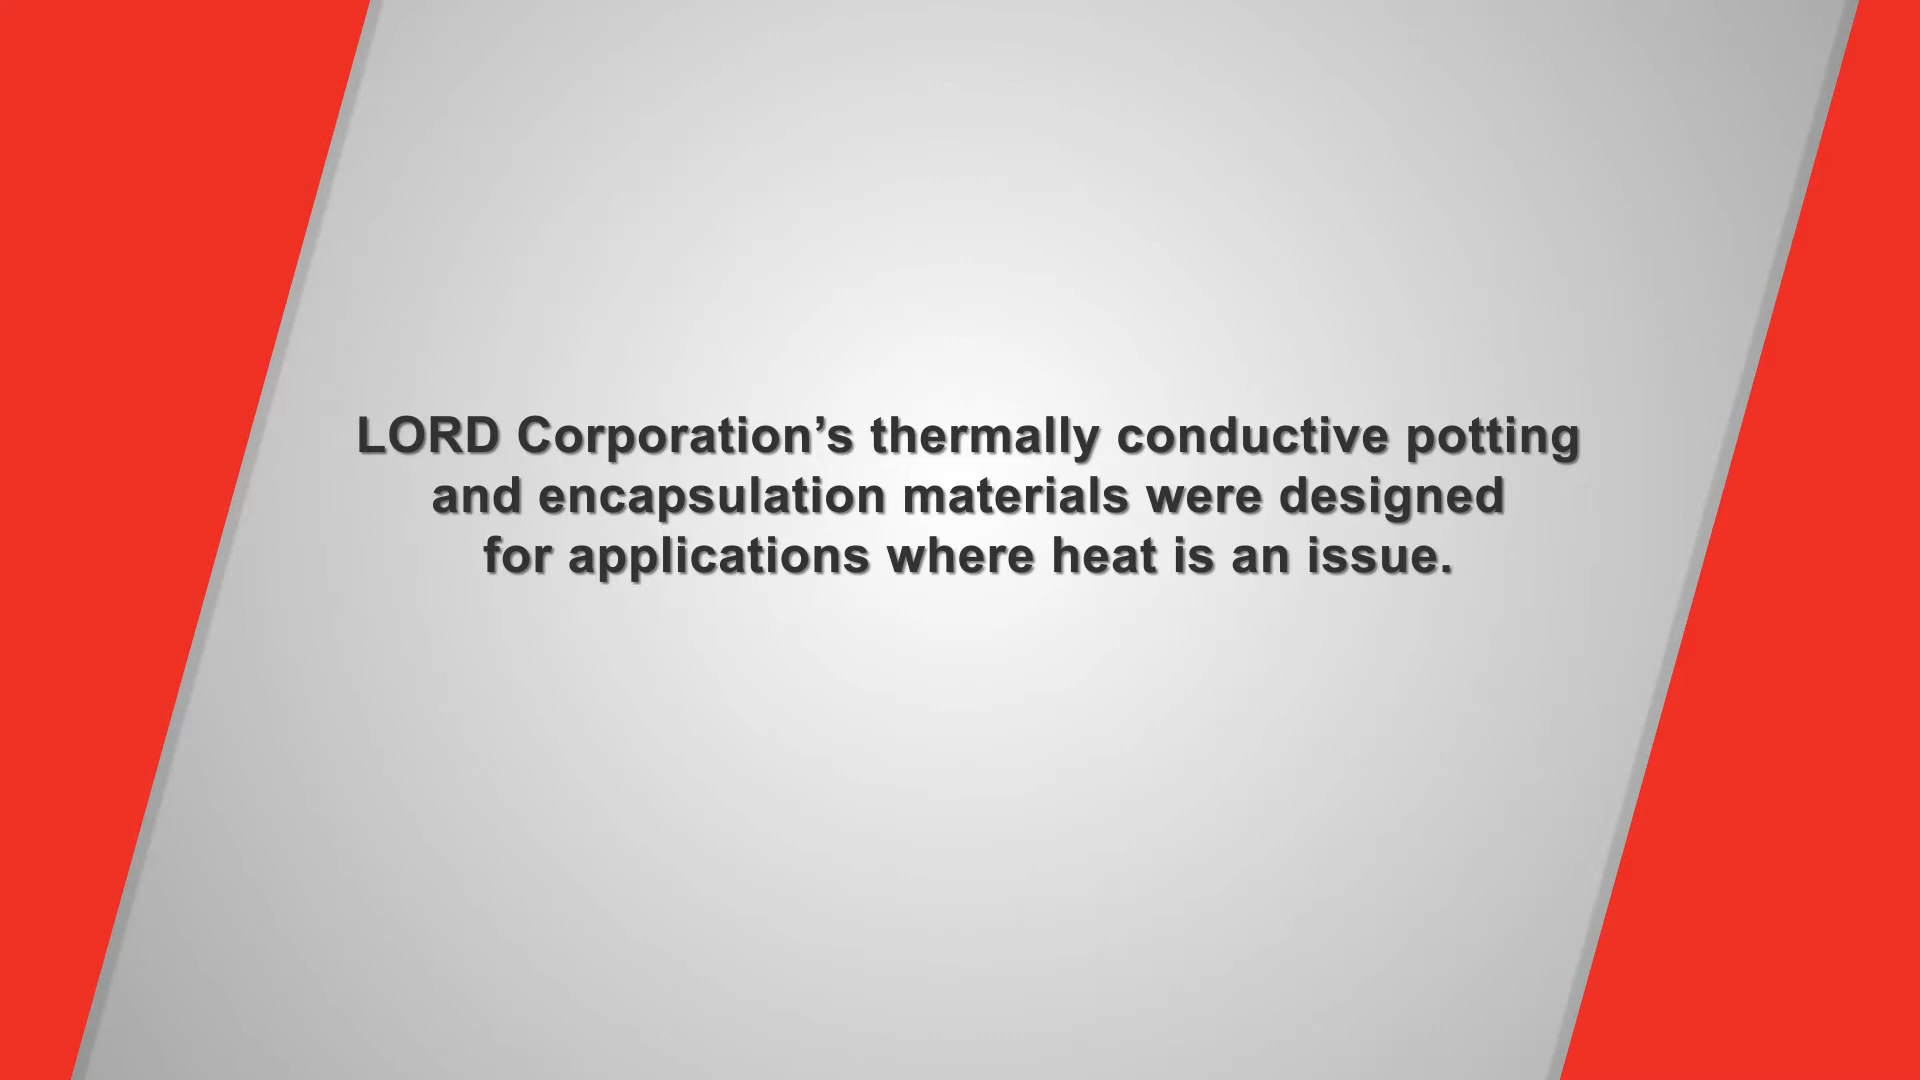 LORD Corporation’s thermally conductive potting
and encapsulation materials were designed
for applications where heat is an issue.